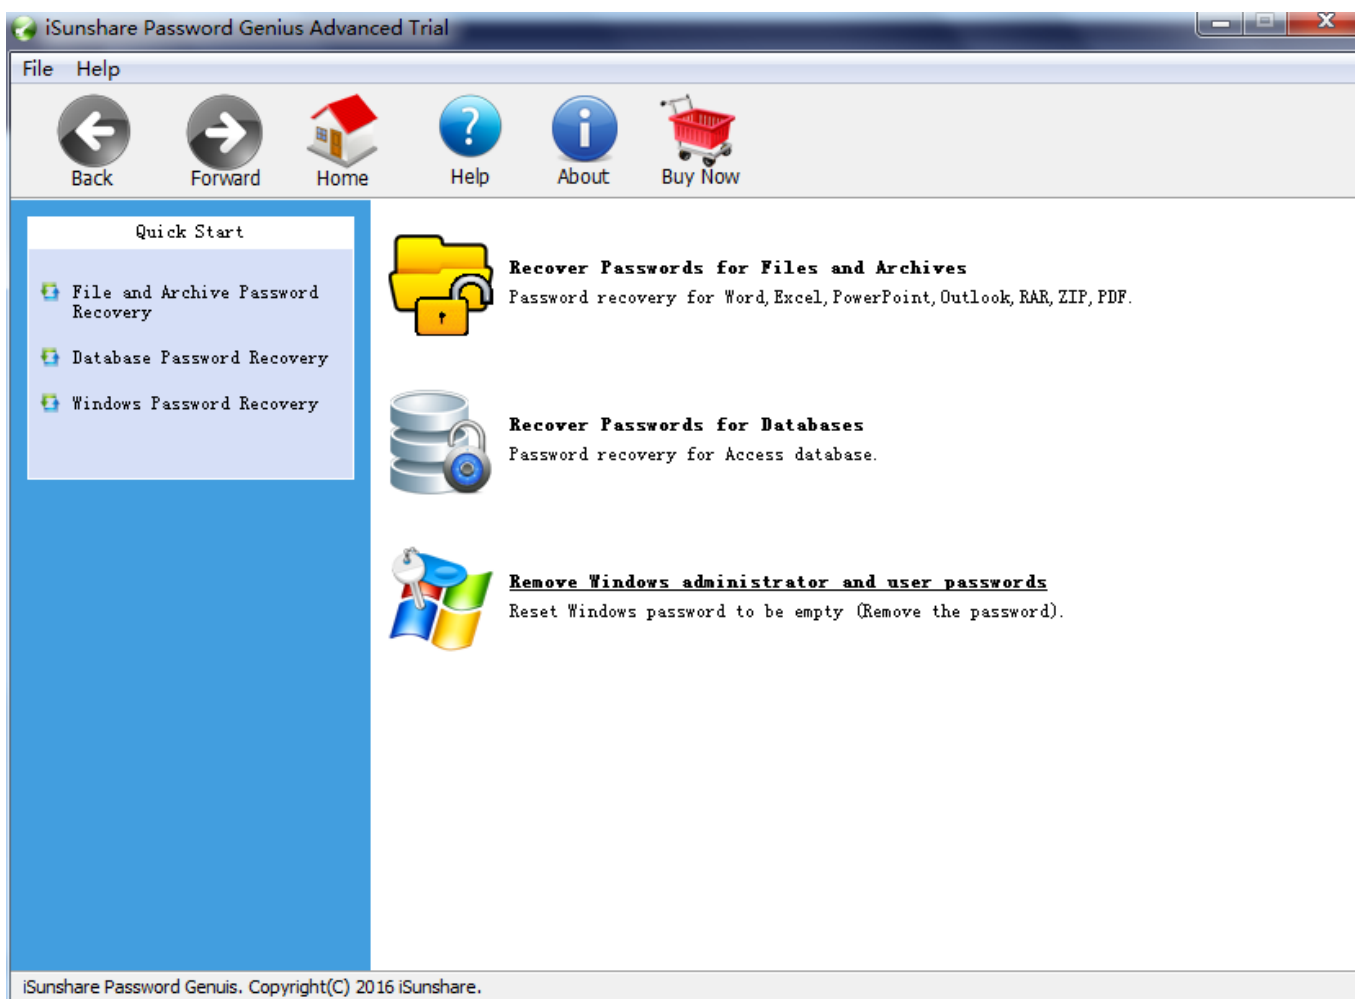 iSunshare Password Genius Advanced Trial
File Help
Back Forward Home Help About Buy Now
Quick Start
File and Archive Password
Recovery
Database Password Recovery
Windows Password Recovery
Recover Passwords for Files and Archives
Password recovery for Word, Excel, PowerPoint, Outlook, RAR, ZIP, PDF.
Recover Passwords for Databases
Password recovery for Access database.
Remove Windows administrator and user passwords
Reset Windows password to be empty (Remove the password).
iSunshare Password Genuis. Copyright(C) 2016 iSunshare.